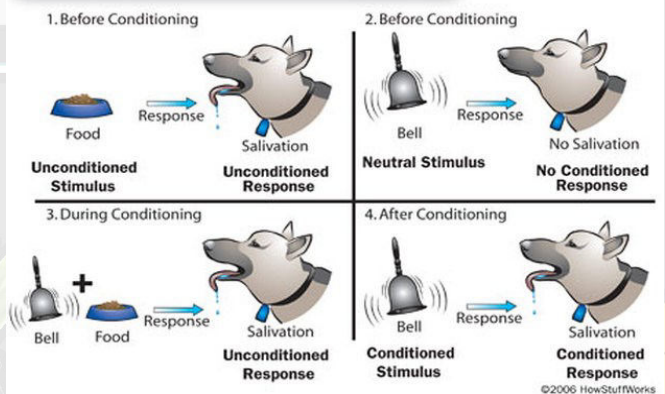 1. Before Conditioning
Food
Response
Salivation
Unconditioned
Stimulus
Unconditioned
Response
2. Before Conditioning
Bell
Response
No Salivation
Neutral Stimulus
No Conditioned
Response
3. During Conditioning
+
Bell
Food
Response
Salivation
Unconditioned
Response
4. After Conditioning
Bell
Response
Salivation
Conditioned
Stimulus
Conditioned
Response
©2006 HowStuffWorks